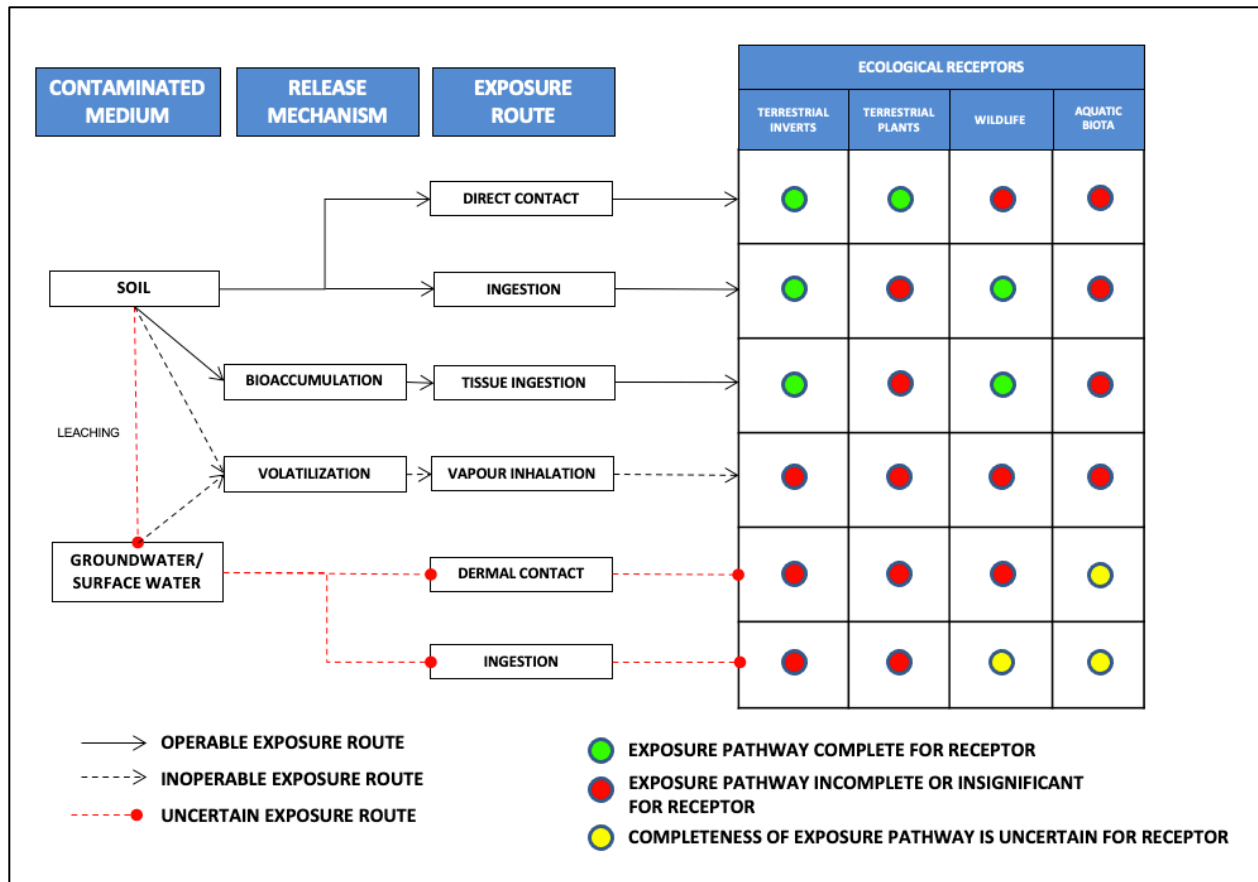 CONTAMINATED
MEDIUM
RELEASE
MECHANISM
EXPOSURE
ROUTE
ECOLOGICAL RECEPTORS
TERRESTRIAL
INVERTS
TERRESTRIAL
PLANTS
WILDLIFE
AQUATIC
BIOTA
DIRECT CONTACT
SOIL
INGESTION
BIOACCUMULATION
TISSUE INGESTION
LEACHING
VOLATILIZATION
VAPOUR INHALATION
GROUNDWATER/
SURFACE WATER
DERMAL CONTACT
INGESTION
OPERABLE EXPOSURE ROUTE
INOPERABLE EXPOSURE ROUTE
UNCERTAIN EXPOSURE ROUTE
EXPOSURE PATHWAY COMPLETE FOR RECEPTOR
EXPOSURE PATHWAY INCOMPLETE OR INSIGNIFICANT
FOR RECEPTOR
COMPLETENESS OF EXPOSURE PATHWAY IS UNCERTAIN FOR RECEPTOR